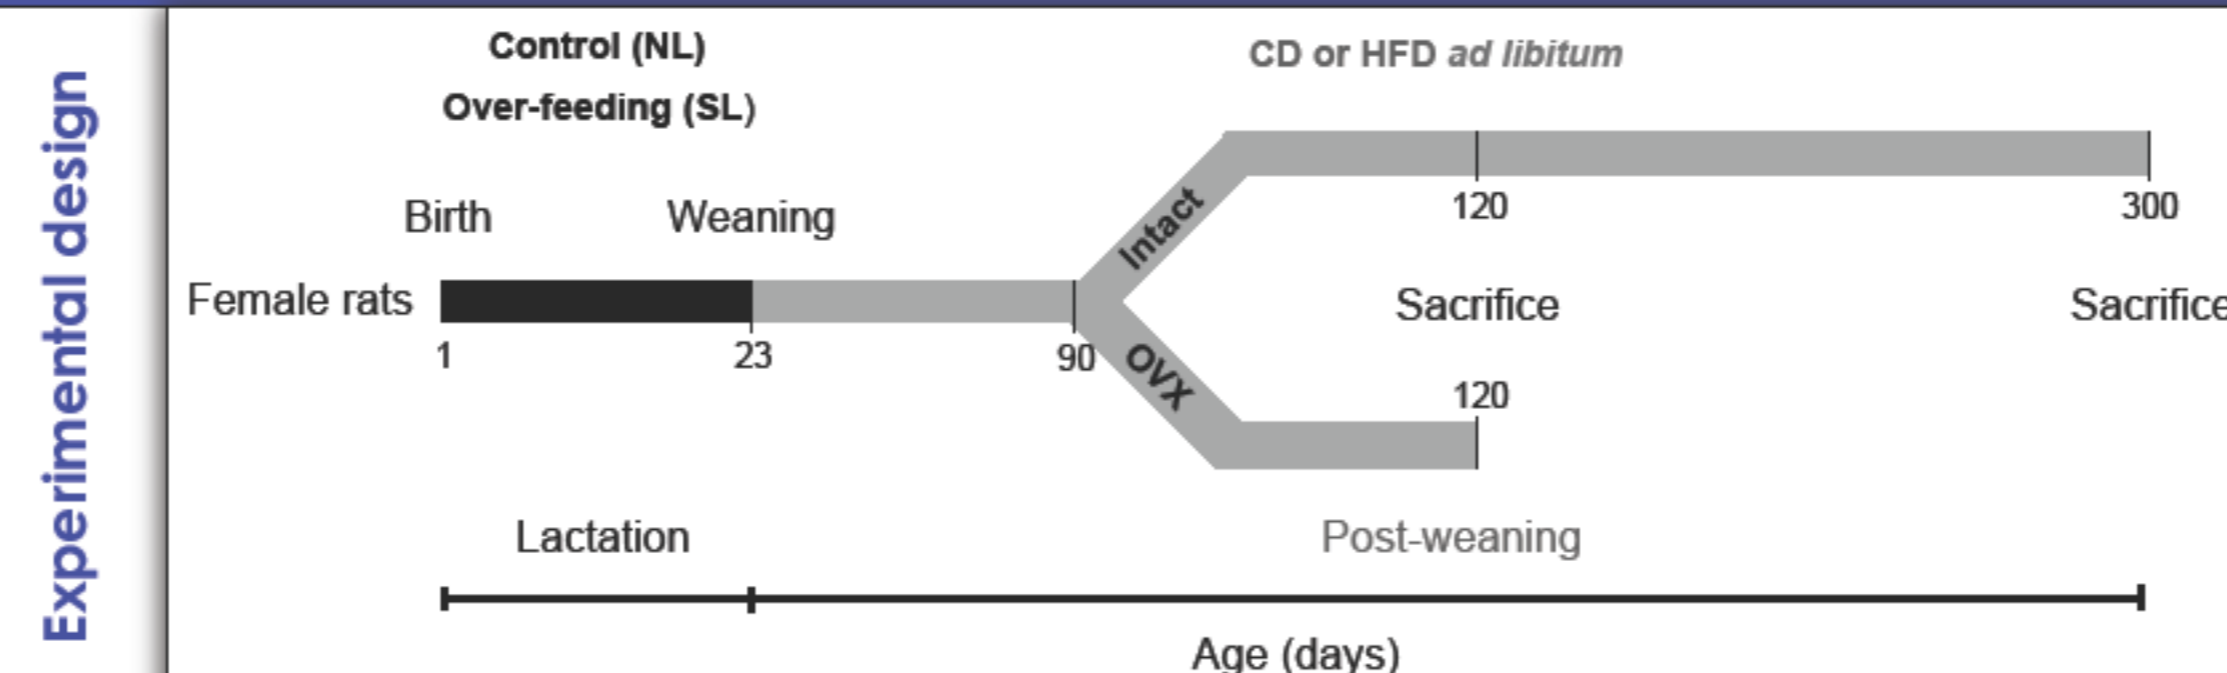 Experimental design
Control (NL)
Over-feeding (SL)
CD or HFD ad libitum
Birth
Weaning
Female rats
1
23
90
Intact
OVX
120
300
Sacrifice
Sacrifice
120
Lactation
Post-weaning
Age (days)